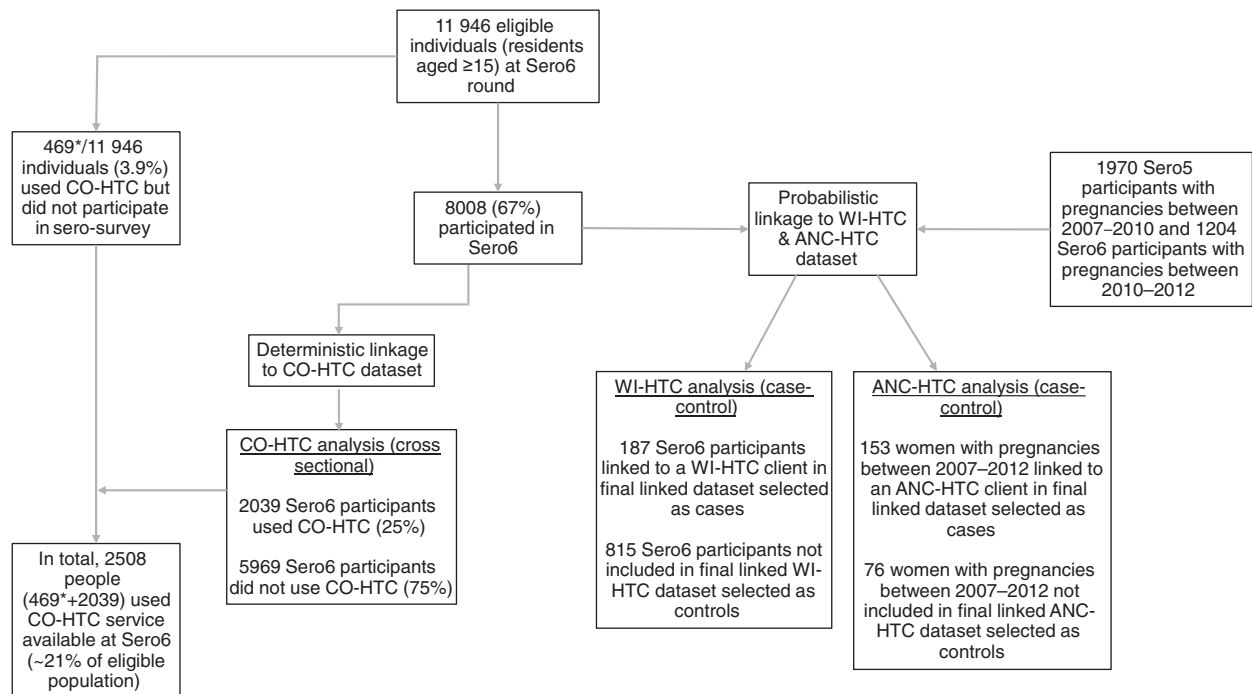 11 946 eligible
individuals (residents
aged ≥15) at Sero6
round
469*/11 946
individuals (3.9%)
used CO-HTC but
did not participate
in sero-survey
8008 (67%)
participated in
Sero6
Probabilistic
linkage to WI-HTC
& ANC-HTC
dataset
1970 Sero5
participants with
pregnancies between
2007–2010 and 1204
Sero6 participants with
pregnancies between
2010–2012
Deterministic linkage
to CO-HTC dataset
CO-HTC analysis (cross
sectional)
2039 Sero6 participants
used CO-HTC (25%)
5969 Sero6 participants
did not use CO-HTC (75%)
WI-HTC analysis (case-
control)
187 Sero6 participants
linked to a WI-HTC client in
final linked dataset selected
as cases
815 Sero6 participants not
included in final linked WI-
HTC dataset selected as
controls
ANC-HTC analysis (case-
control)
153 women with pregnancies
between 2007–2012 linked to
an ANC-HTC client in final
linked dataset selected as
cases
76 women with pregnancies
between 2007–2012 not
included in final linked ANC-
HTC dataset selected as
controls
In total, 2508
people
(469*+2039) used
CO-HTC service
available at Sero6
(~21% of eligible
population)